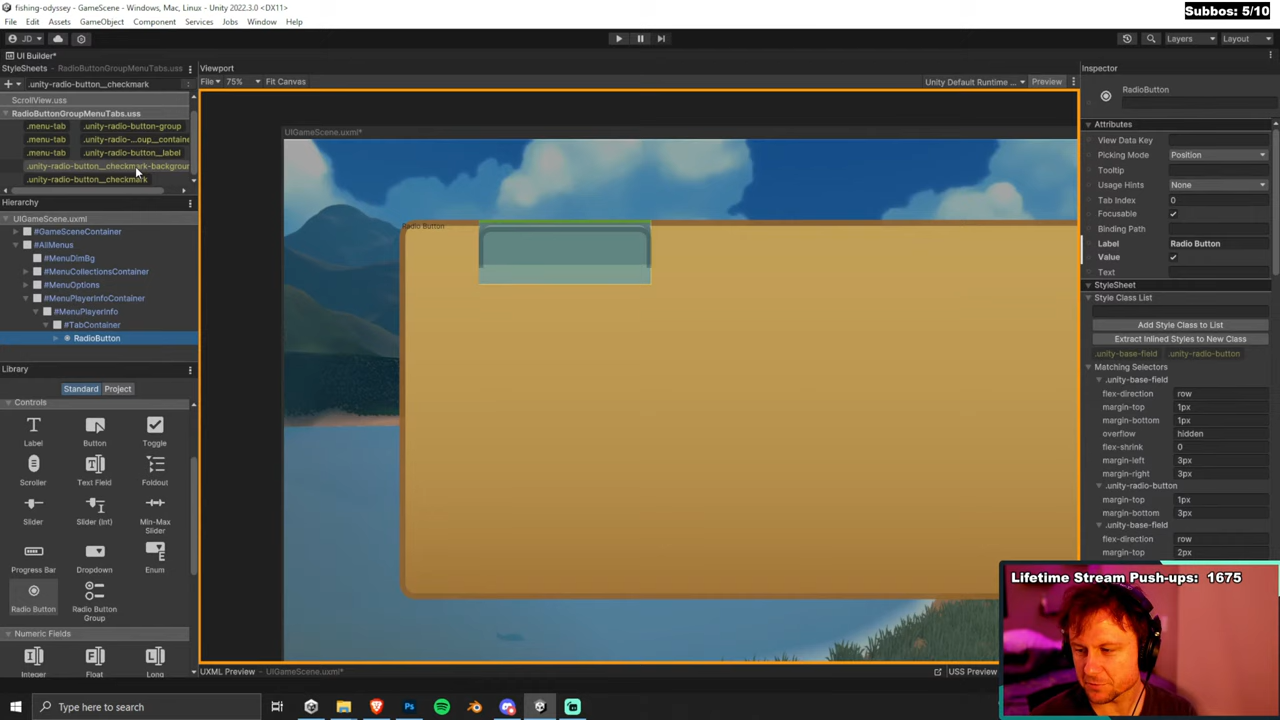 fishing-odyssey - GameScene - Windows, Mac, Linux - Unity 2022.3.0 <DX11>
Subbos: 5/10
File Edit Assets GameObject Component Services Jobs Window Help
JD
Layers
Layout
UI Builder*
StyleSheets RadioButtonGroupMenuTabs.uss
Viewport
Inspector
.unity-radio-button__checkmark
File 75% Fit Canvas
Unity Default Runtime ... Preview
ScrollView.uss
RadioButtonGroupMenuTabs.uss
.menu-tab .unity-radio-button-group
.menu-tab .unity-radio-...oup__containe
.menu-tab .unity-radio-button__label
.unity-radio-button__checkmark-backgroun
.unity-radio-button__checkmark
Hierarchy
UIGameScene.uxml
#GameSceneContainer
#AllMenus
#MenuDimBg
#MenuCollectionsContainer
#MenuOptions
#MenuPlayerInfoContainer
#MenuPlayerInfo
#TabContainer
RadioButton
Library
Standard Project
Controls
Label Button Toggle
Scroller Text Field Foldout
Slider Slider (Int) Min-Max Slider
Progress Bar Dropdown Enum
Radio Button Radio Button Group
Numeric Fields
Integer Float Long
UIGameScene.uxml*
Radio Button
UXML Preview UIGameScene.uxml*
USS Preview
RadioButton
Attributes
View Data Key
Picking Mode Position
Tooltip
Usage Hints None
Tab Index 0
Focusable
Binding Path
Label Radio Button
Value
Text
StyleSheet
Style Class List
Add Style Class to List
Extract Inlined Styles to New Class
.unity-base-field .unity-radio-button
Matching Selectors
.unity-base-field
flex-direction row
margin-top 1px
margin-bottom 1px
overflow hidden
flex-shrink 0
margin-left 3px
margin-right 3px
.unity-radio-button
margin-top 1px
margin-bottom 3px
.unity-base-field
flex-direction row
margin-top 2px
Lifetime Stream Push-ups: 1675
Type here to search